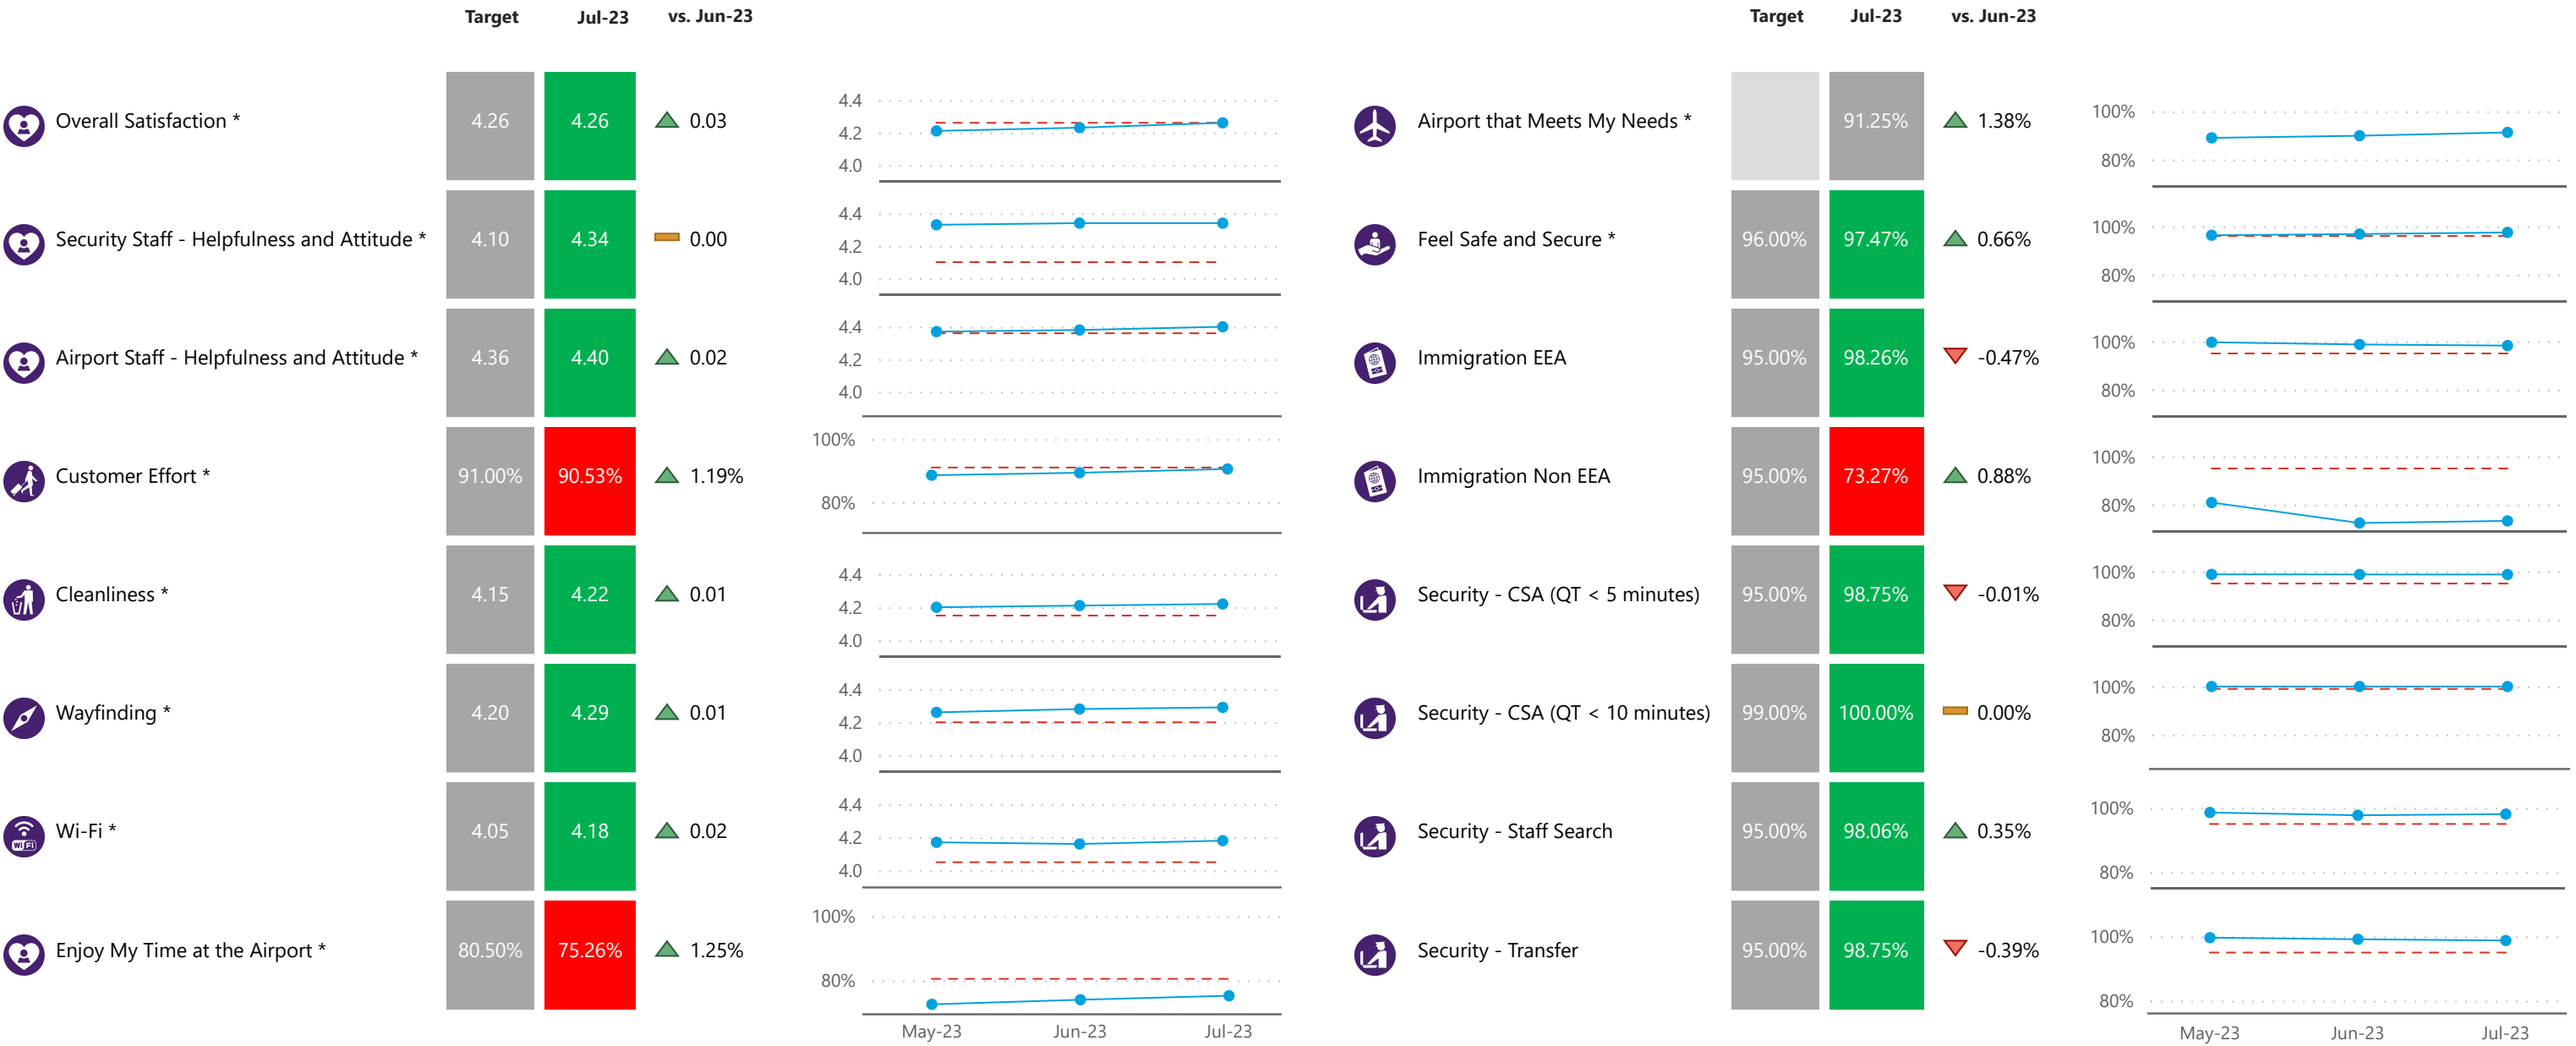 Target Jul-23 vs. Jun-23
Overall Satisfaction * 4.26 4.26 0.03
4.4
4.2
4.0
Security Staff - Helpfulness and Attitude * 4.10 4.34 0.00
4.4
4.2
4.0
Airport Staff - Helpfulness and Attitude * 4.36 4.40 0.02
4.4
4.2
4.0
Customer Effort * 91.00% 90.53% 1.19%
100%
80%
Cleanliness * 4.15 4.22 0.01
4.4
4.2
4.0
Wayfinding * 4.20 4.29 0.01
4.4
4.2
4.0
WiFi
Wi-Fi * 4.05 4.18 0.02
4.4
4.2
4.0
Enjoy My Time at the Airport * 80.50% 75.26% 1.25%
100%
80%
May-23 Jun-23 Jul-23
Target Jul-23 vs. Jun-23
Airport that Meets My Needs * 91.25% 1.38%
100%
80%
Feel Safe and Secure * 96.00% 97.47% 0.66%
100%
80%
Immigration EEA 95.00% 98.26% -0.47%
100%
80%
Immigration Non EEA 95.00% 73.27% 0.88%
100%
80%
Security - CSA (QT < 5 minutes) 95.00% 98.75% -0.01%
100%
80%
Security - CSA (QT < 10 minutes) 99.00% 100.00% 0.00%
100%
80%
Security - Staff Search 95.00% 98.06% 0.35%
100%
80%
Security - Transfer 95.00% 98.75% -0.39%
100%
80%
May-23 Jun-23 Jul-23